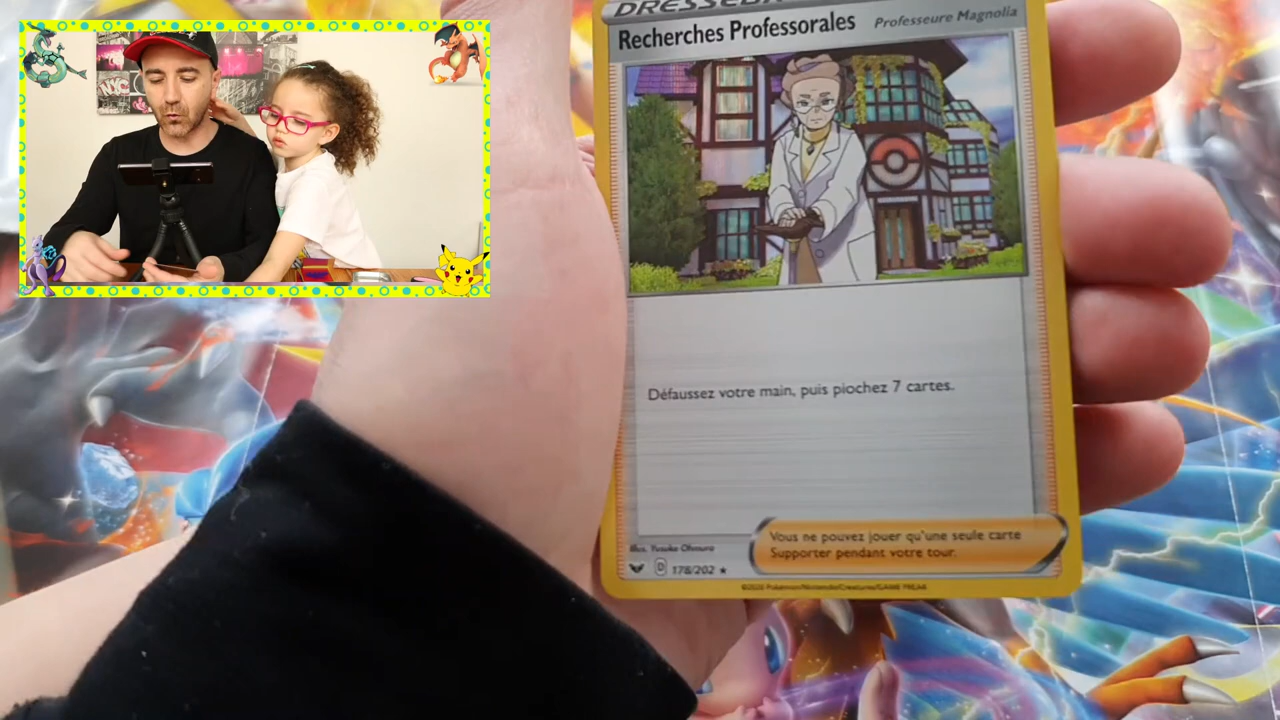 DRESSEUR
Recherches Professorales
Professeure Magnolia
Défaussez votre main, puis piochez 7 cartes.
Vous ne pouvez jouer qu'une seule carte
Supporter pendant votre tour.
Illus. Yusuke Ohmura
D 178/202 ★
©2020 Pokémon/Nintendo/Creatures/GAME FREAK
NYC